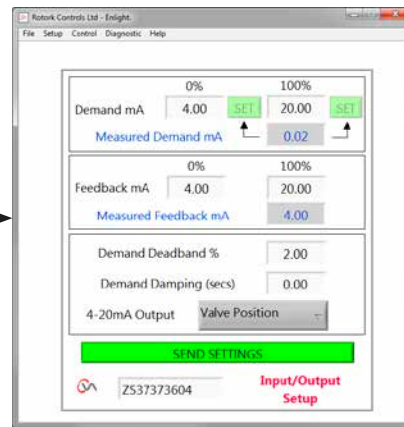 Rotork Controls Ltd - Enlight.
File Setup Control Diagnostic Help
0% 100%
Demand mA 4.00 SET 20.00 SET
Measured Demand mA 0.02
0% 100%
Feedback mA 4.00 20.00
Measured Feedback mA 4.00
Demand Deadband % 2.00
Demand Damping (secs) 0.00
4-20mA Output Valve Position
SEND SETTINGS
ZS37373604 Input/Output
Setup